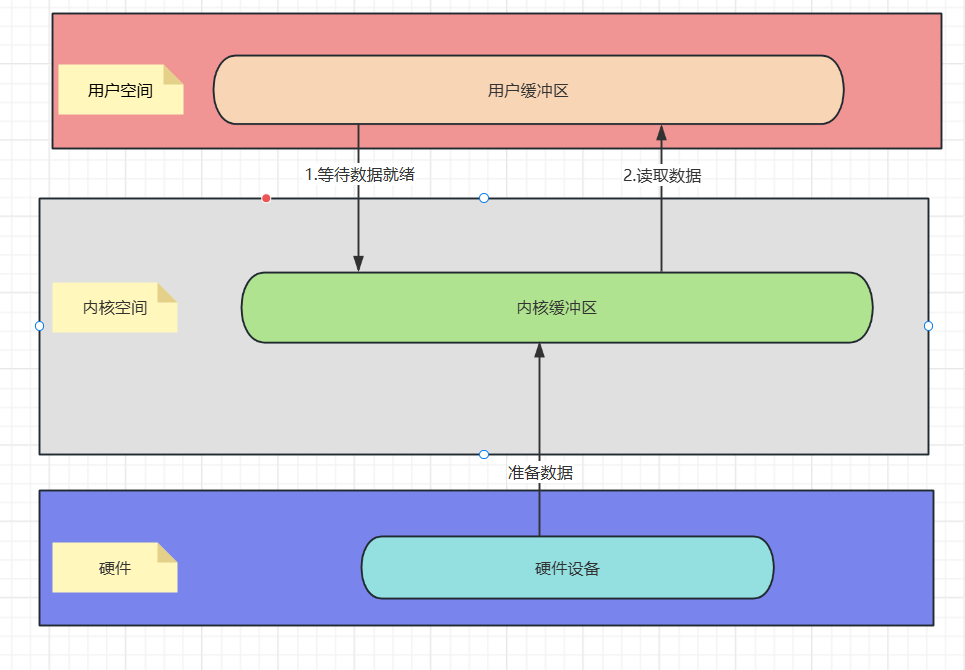 用户空间
用户缓冲区
1.等待数据就绪
2.读取数据
内核空间
内核缓冲区
准备数据
硬件
硬件设备